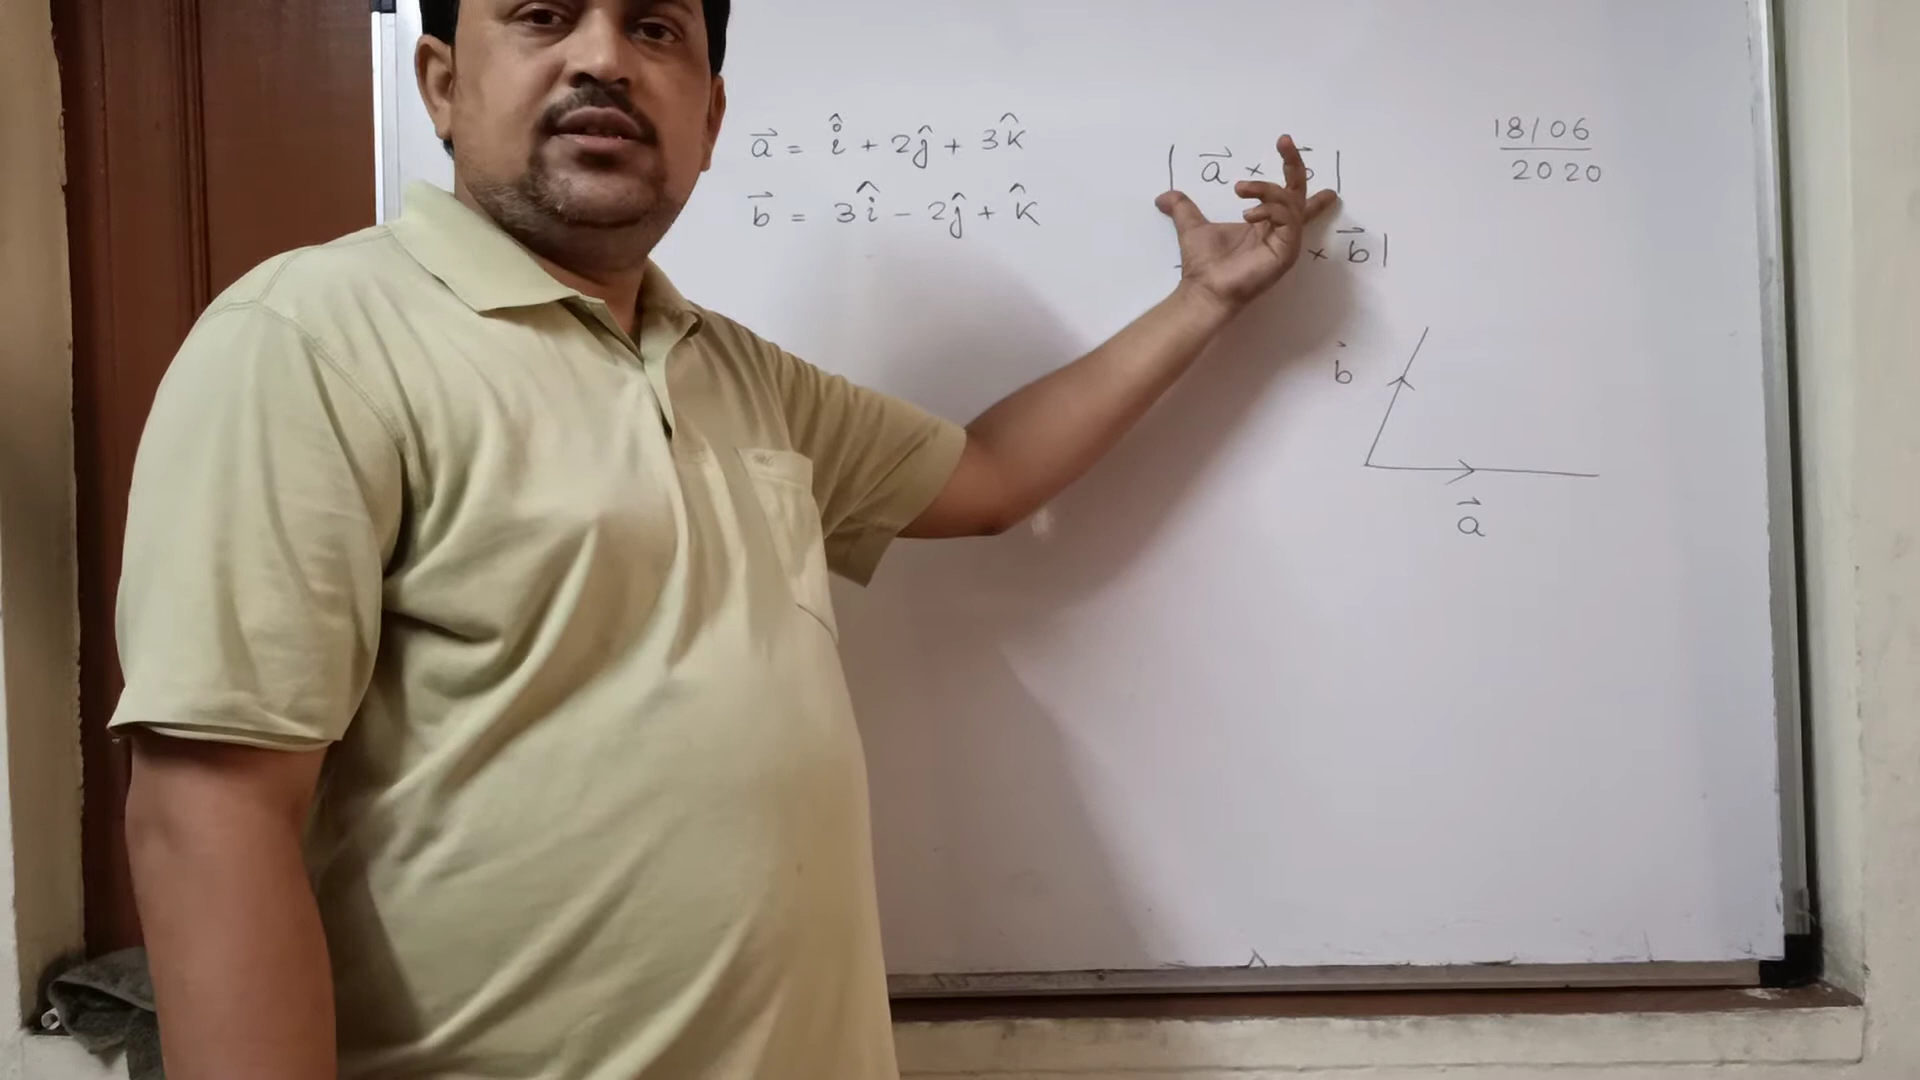 a⃗ = î + 2ĵ + 3k̂
b⃗ = 3î - 2ĵ + k̂
| a⃗ × b⃗ |
× b⃗ |
18/06
2020
b⃗
a⃗